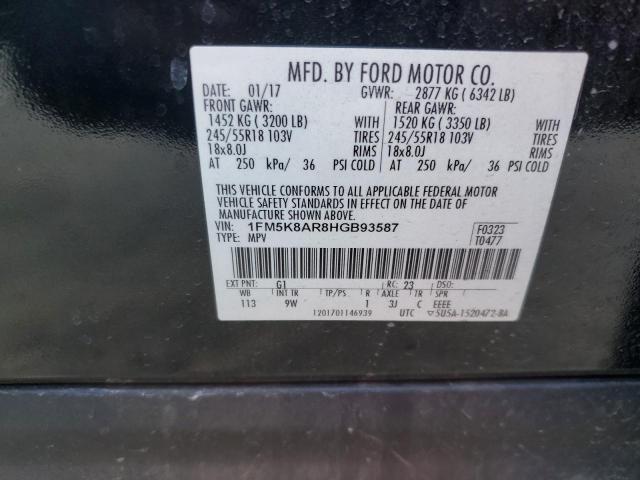 MFD. BY FORD MOTOR CO.
DATE: 01/17 GVWR: 2877 KG ( 6342 LB)
FRONT GAWR: REAR GAWR:
1452 KG ( 3200 LB) WITH 1520 KG ( 3350 LB) WITH
245/55R18 103V TIRES 245/55R18 103V TIRES
18x8.0J RIMS 18x8.0J RIMS
AT 250 kPa/ 36 PSI COLD AT 250 kPa/ 36 PSI COLD
THIS VEHICLE CONFORMS TO ALL APPLICABLE FEDERAL MOTOR
VEHICLE SAFETY STANDARDS IN EFFECT ON THE DATE OF
MANUFACTURE SHOWN ABOVE.
VIN: 1FM5K8AR8HGB93587 F0323
TYPE: MPV T0477
EXT PNT: G1 RC: 23 DSO:
WB INT TR TP/PS R AXLE TR SPR
113 9W 1 3J C EEEE
1201701146939 UTC ▽5U5A-1520472-BA